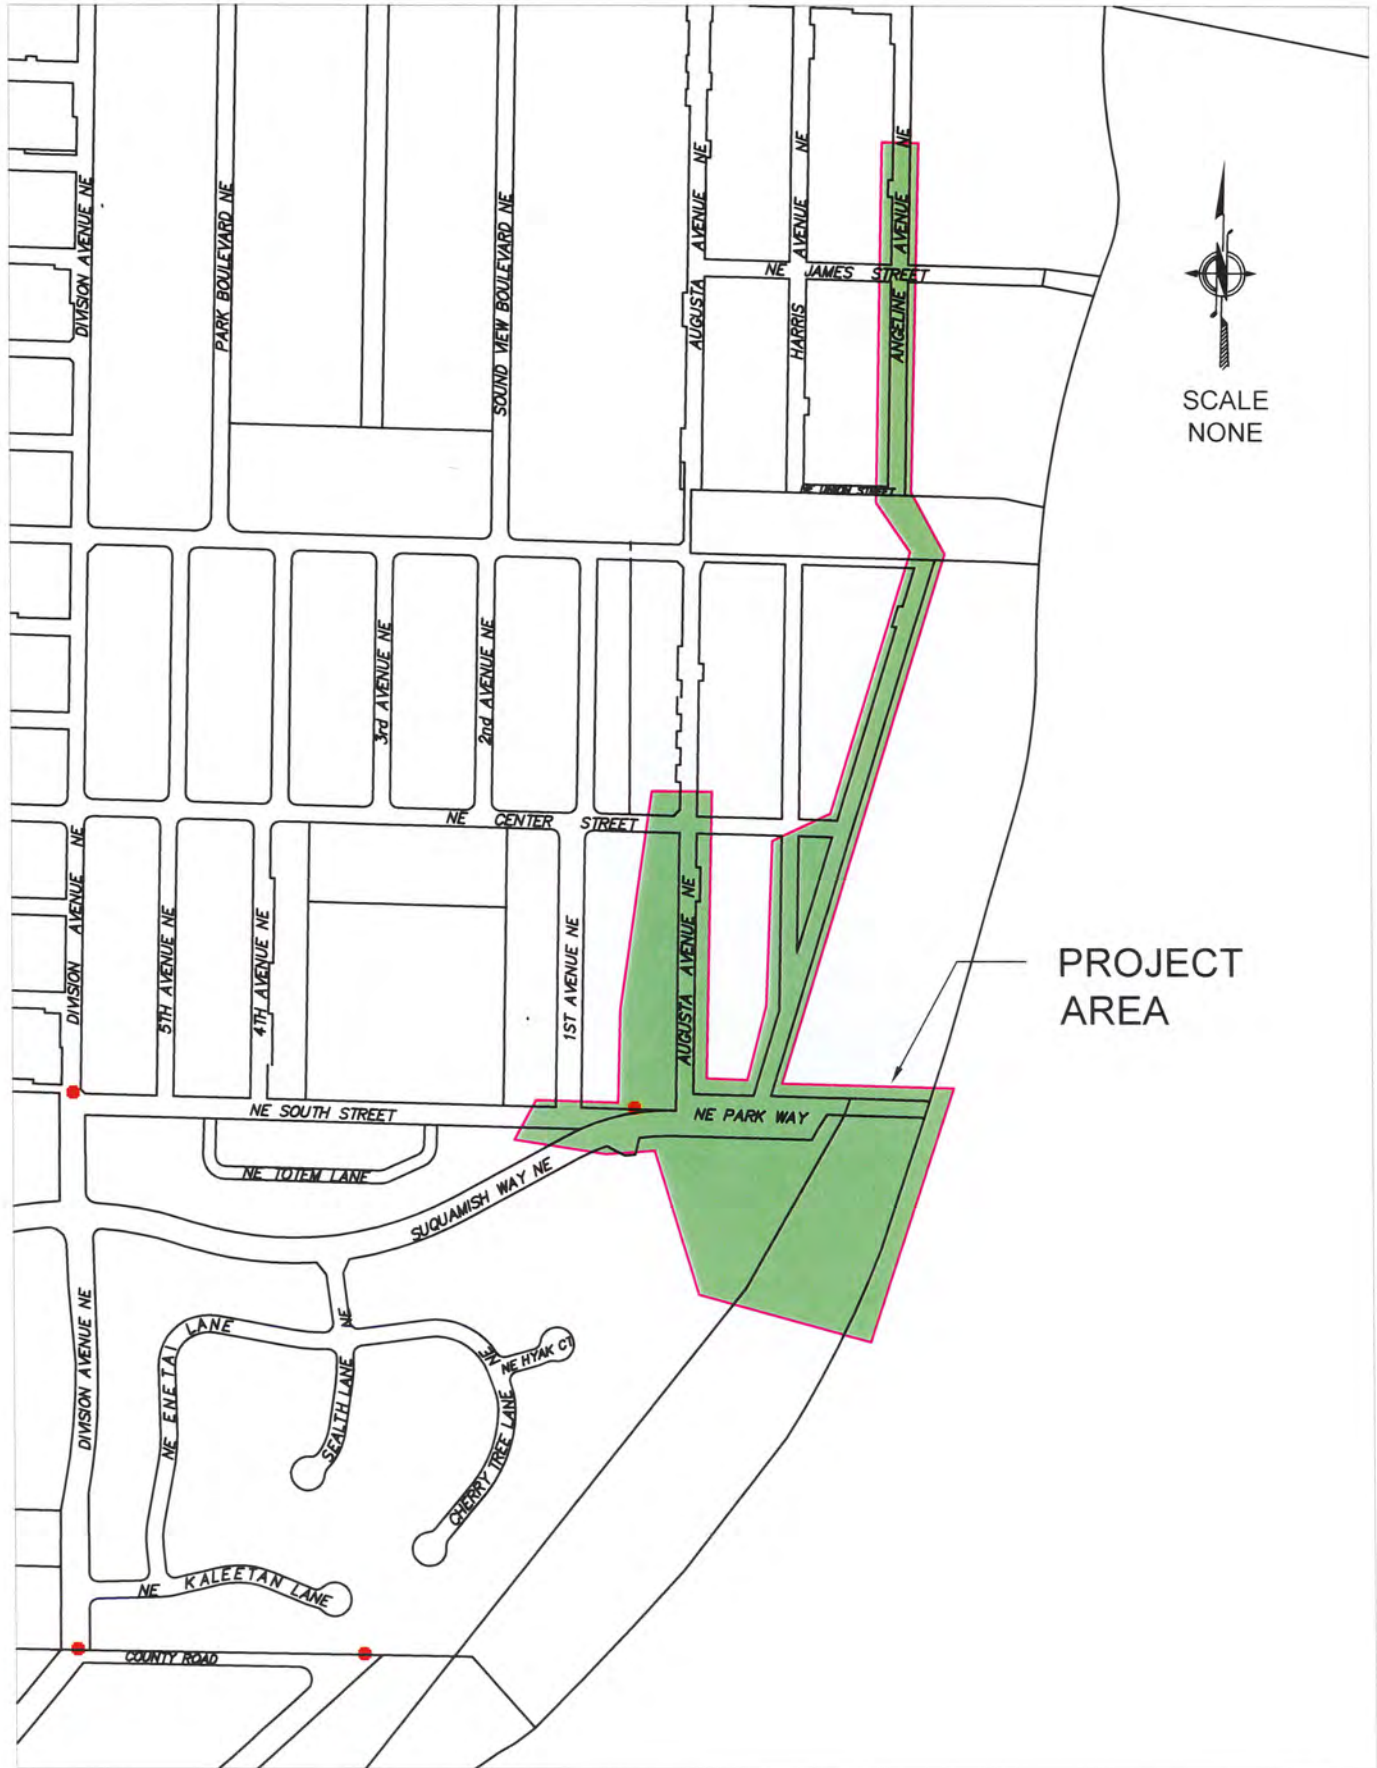 DIVISION AVENUE NE
PARK BOULEVARD NE
SOUND VIEW BOULEVARD NE
AUGUSTA AVENUE NE
HARRIS AVENUE NE
ANGELINE AVENUE NE
NE JAMES STREET
SCALE
NONE
NE UNION STREET
3rd AVENUE NE
2nd AVENUE NE
NE CENTER STREET
DIVISION AVENUE NE
5TH AVENUE NE
4TH AVENUE NE
1ST AVENUE NE
AUGUSTA AVENUE NE
PROJECT
AREA
NE SOUTH STREET
NE PARK WAY
NE TOTEM LANE
SUQUAMISH WAY NE
DIVISION AVENUE NE
NE ENETAI LANE
SEALTH LANE NE
CHERRY TREE LANE NE
NE HYAK CT
NE KALEETAN LANE
COUNTY ROAD